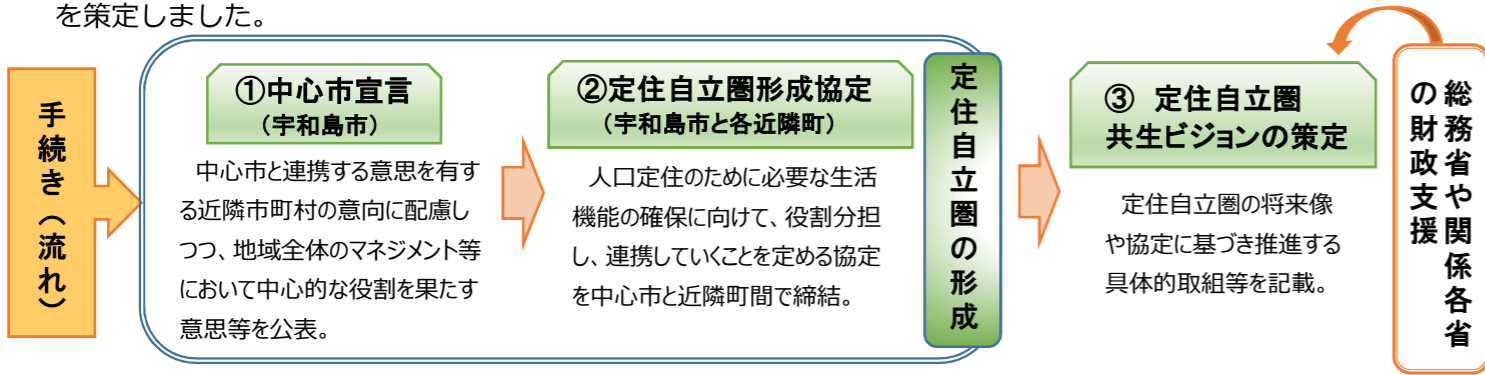 を策定しました。
手続き（流れ）
①中心市宣言
（宇和島市）
中心市と連携する意思を有す
る近隣市町村の意向に配慮し
つつ、地域全体のマネジメント等
において中心的な役割を果たす
意思等を公表。
②定住自立圏形成協定
（宇和島市と各近隣町）
人口定住のために必要な生活
機能の確保に向けて、役割分担
し、連携していくことを定める協定
を中心市と近隣町間で締結。
定住自立圏の形成
③ 定住自立圏
共生ビジョンの策定
定住自立圏の将来像
や協定に基づき推進する
具体的取組等を記載。
総務省や関係各省
の財政支援